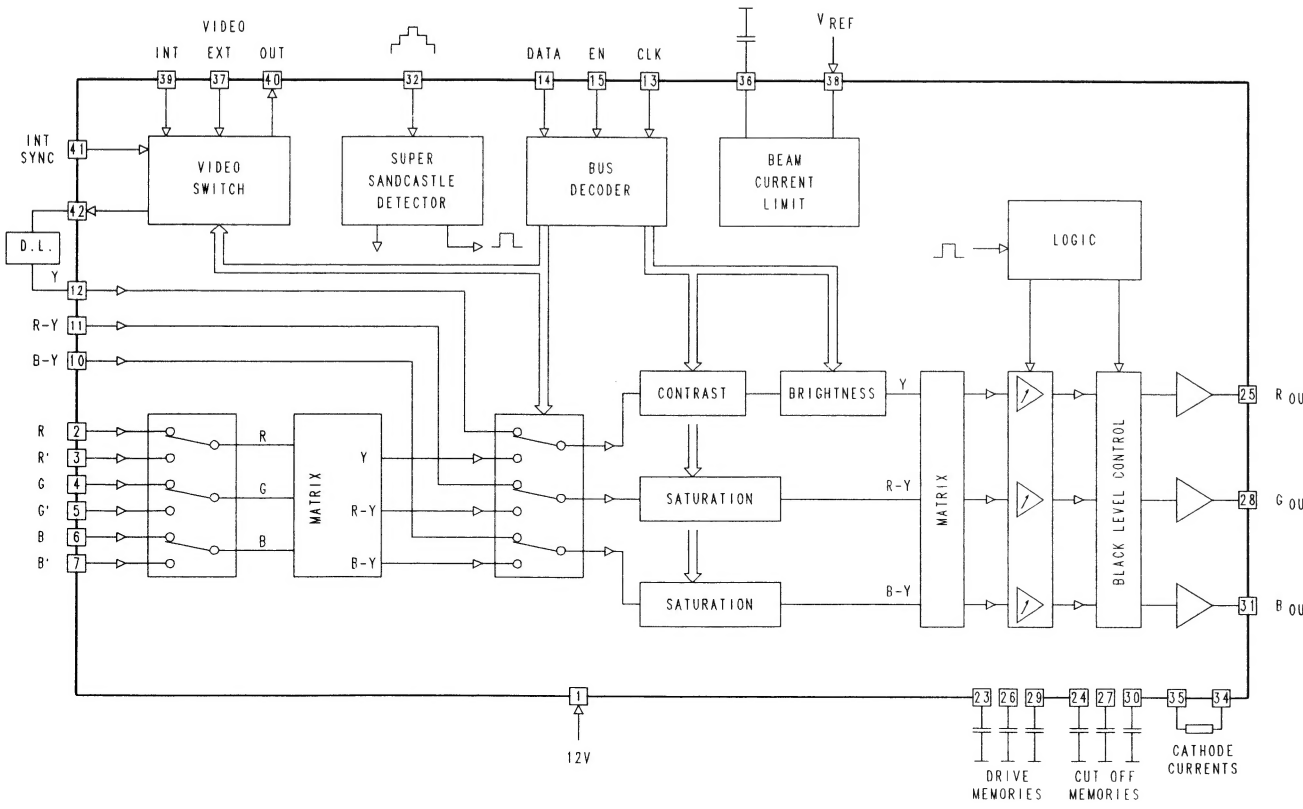 VIDEO
INT EXT OUT
DATA EN CLK
V REF
39 37 40 32 14 15 13 36 38
INT
SYNC
41
VIDEO
SWITCH
SUPER
SANDCASTLE
DETECTOR
BUS
DECODER
BEAM
CURRENT
LIMIT
42
D.L.
LOGIC
Y
12
R-Y 11
B-Y 10
CONTRAST
BRIGHTNESS
Y
R OU
25
R 2
R' 3
G 4
G' 5
B 6
B' 7
R
G
B
MATRIX
Y
R-Y
B-Y
SATURATION
R-Y
SATURATION
B-Y
MATRIX
BLACK LEVEL CONTROL
28 G OU
31 B OU
1
12V
23 26 29 24 27 30 35 34
DRIVE
MEMORIES
CUT OFF
MEMORIES
CATHODE
CURRENTS